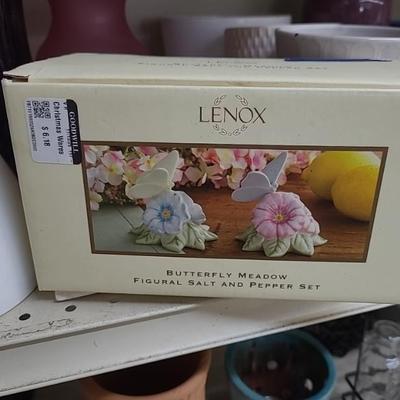 LENOX
BUTTERFLY MEADOW
FIGURAL SALT AND PEPPER SET
GOODWILL
Christmas Wares
$ 6.18